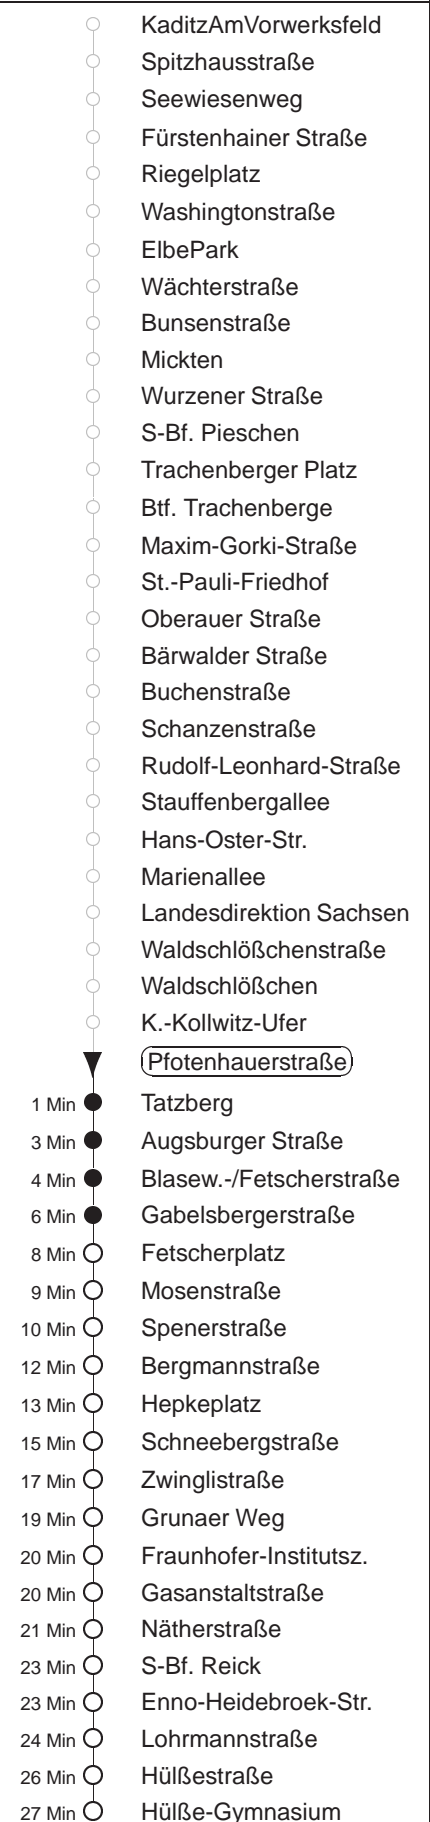 KaditzAmVorwerksfeld
Spitzhausstraße
Seewiesenweg
Fürstenhainer Straße
Riegelplatz
Washingtonstraße
ElbePark
Wächterstraße
Bunsenstraße
Mickten
Wurzener Straße
S-Bf. Pieschen
Trachenberger Platz
Btf. Trachenberge
Maxim-Gorki-Straße
St.-Pauli-Friedhof
Oberauer Straße
Bärwalder Straße
Buchenstraße
Schanzenstraße
Rudolf-Leonhard-Straße
Stauffenbergallee
Hans-Oster-Str.
Marienallee
Landesdirektion Sachsen
Waldschlößchenstraße
Waldschlößchen
K.-Kollwitz-Ufer
Pfotenhauerstraße
1 Min Tatzberg
3 Min Augsburger Straße
4 Min Blasew.-/Fetscherstraße
6 Min Gabelsbergerstraße
8 Min Fetscherplatz
9 Min Mosenstraße
10 Min Spenerstraße
12 Min Bergmannstraße
13 Min Hepkeplatz
15 Min Schneebergstraße
17 Min Zwinglistraße
19 Min Grunaer Weg
20 Min Fraunhofer-Institutsz.
20 Min Gasanstaltstraße
21 Min Nätherstraße
23 Min S-Bf. Reick
23 Min Enno-Heidebroek-Str.
24 Min Lohrmannstraße
26 Min Hülßestraße
27 Min Hülße-Gymnasium